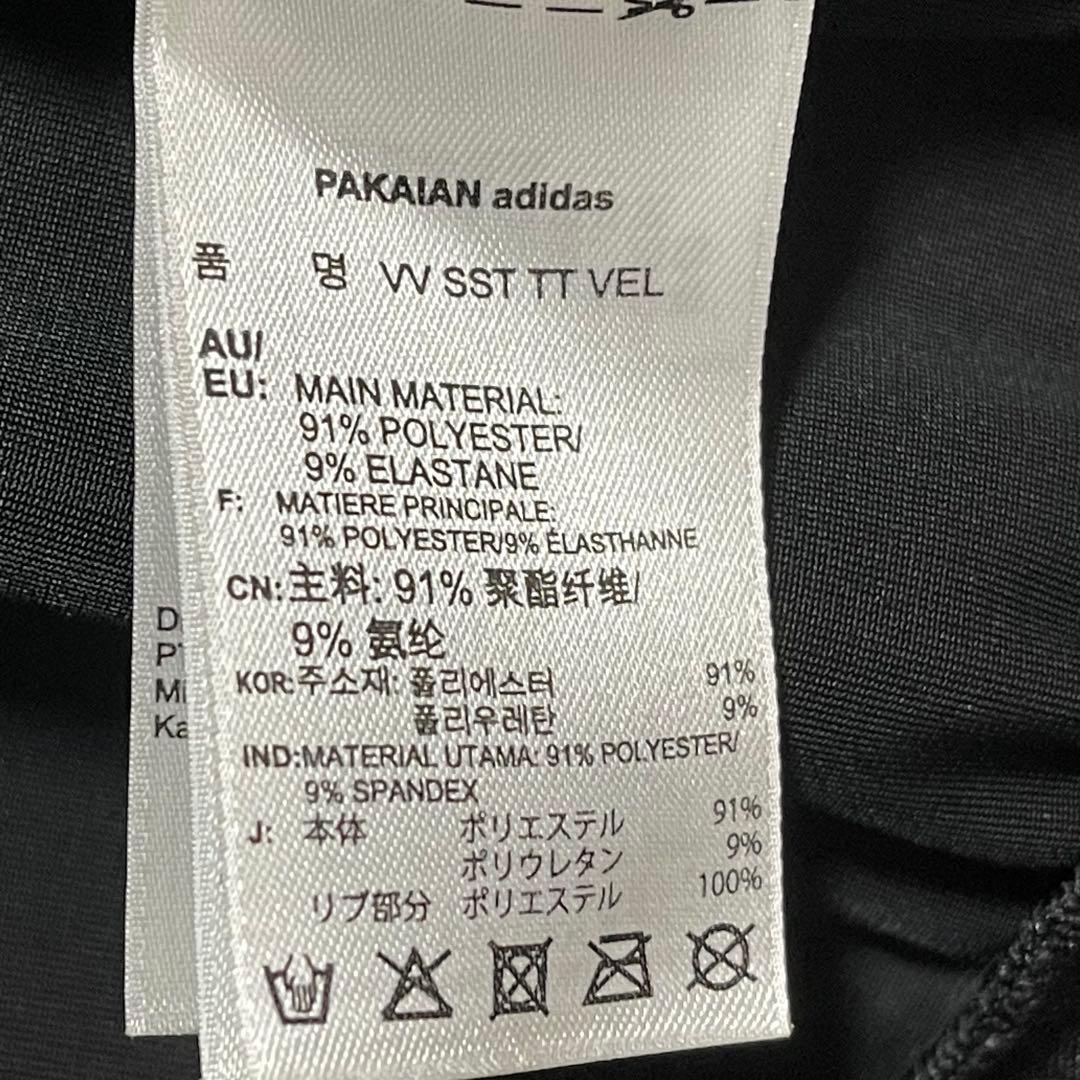 PAKAIAN adidas
품 명 W SST TT VEL
AU/
EU: MAIN MATERIAL:
91% POLYESTER/
9% ELASTANE
F: MATIERE PRINCIPALE:
91% POLYESTER/9% ÉLASTHANNE
CN: 主料: 91% 聚酯纤维/
9% 氨纶
KOR: 주소재: 폴리에스터 91%
폴리우레탄 9%
IND: MATERIAL UTAMA: 91% POLYESTER/
9% SPANDEX
J: 本体 ポリエステル 91%
ポリウレタン 9%
リブ部分 ポリエステル 100%